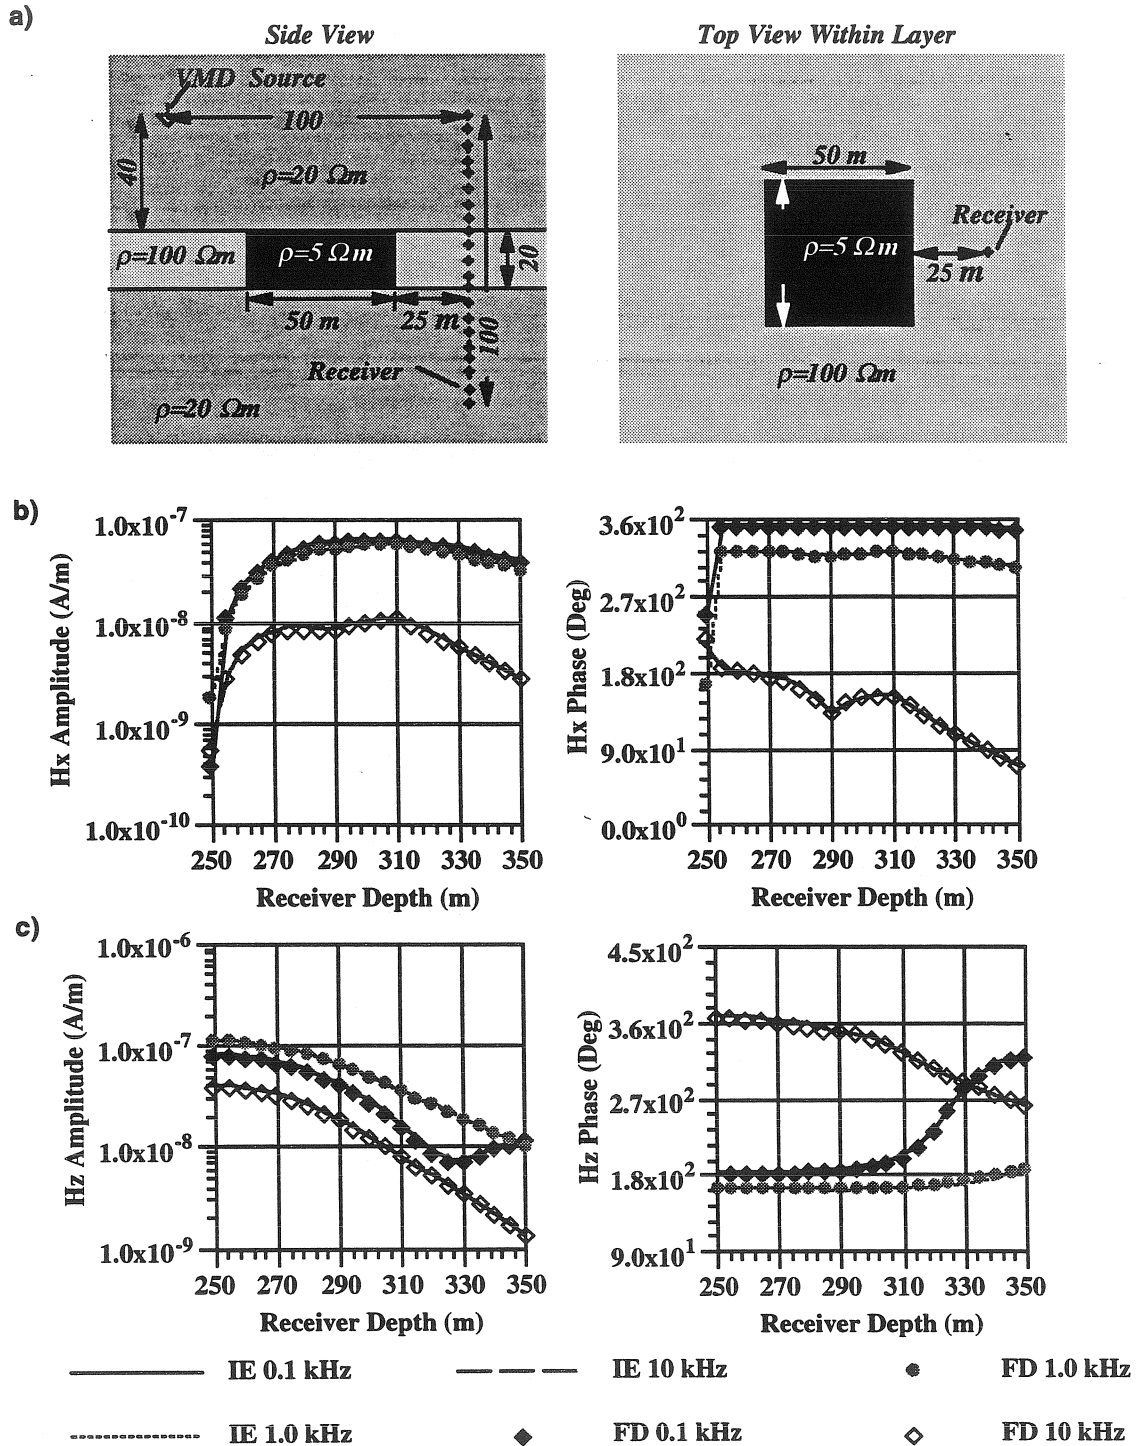 a)
Side View
Top View Within Layer
VMD Source
100
40
ρ=20 Ωm
ρ=100 Ωm
ρ=5 Ωm
20
50 m
25 m
100
Receiver
ρ=20 Ωm
50 m
Receiver
ρ=5 Ωm
25 m
ρ=100 Ωm
b)
Hx Amplitude (A/m)
1.0x10⁻⁷
1.0x10⁻⁸
1.0x10⁻⁹
1.0x10⁻¹⁰
250 270 290 310 330 350
Receiver Depth (m)
Hx Phase (Deg)
3.6x10²
2.7x10²
1.8x10²
9.0x10¹
0.0x10⁰
250 270 290 310 330 350
Receiver Depth (m)
c)
Hz Amplitude (A/m)
1.0x10⁻⁶
1.0x10⁻⁷
1.0x10⁻⁸
1.0x10⁻⁹
250 270 290 310 330 350
Receiver Depth (m)
Hz Phase (Deg)
4.5x10²
3.6x10²
2.7x10²
1.8x10²
9.0x10¹
250 270 290 310 330 350
Receiver Depth (m)
IE 0.1 kHz
IE 10 kHz
FD 1.0 kHz
IE 1.0 kHz
FD 0.1 kHz
FD 10 kHz